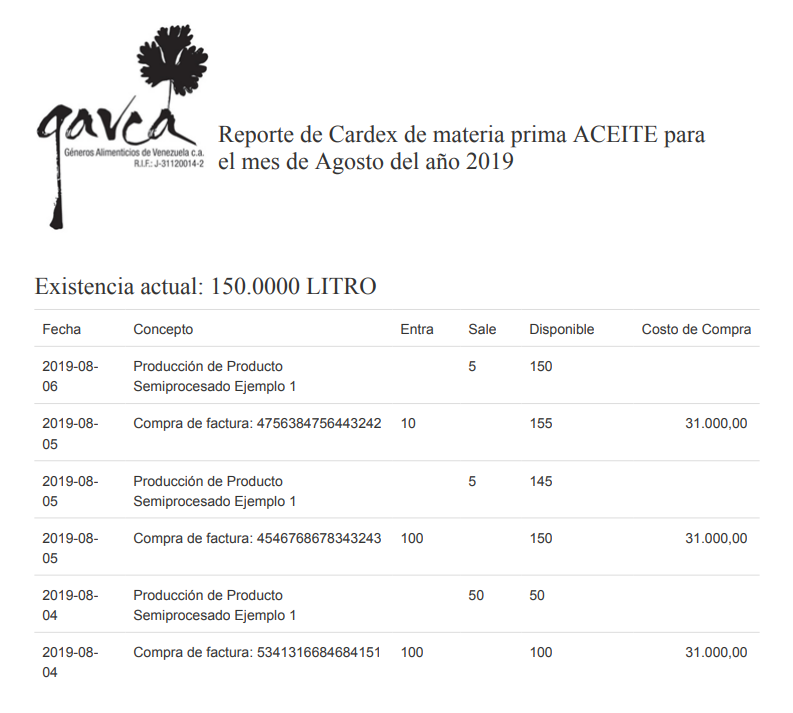 gavca
Géneros Alimenticios de Venezuela c.a.
R.I.F.: J-31120014-2
Reporte de Cardex de materia prima ACEITE para
el mes de Agosto del año 2019
Existencia actual: 150.0000 LITRO
Fecha Concepto Entra Sale Disponible Costo de Compra
2019-08- Producción de Producto 5 150
06 Semiprocesado Ejemplo 1
2019-08- Compra de factura: 4756384756443242 10 155 31.000,00
05
2019-08- Producción de Producto 5 145
05 Semiprocesado Ejemplo 1
2019-08- Compra de factura: 4546768678343243 100 150 31.000,00
05
2019-08- Producción de Producto 50 50
04 Semiprocesado Ejemplo 1
2019-08- Compra de factura: 5341316684684151 100 100 31.000,00
04